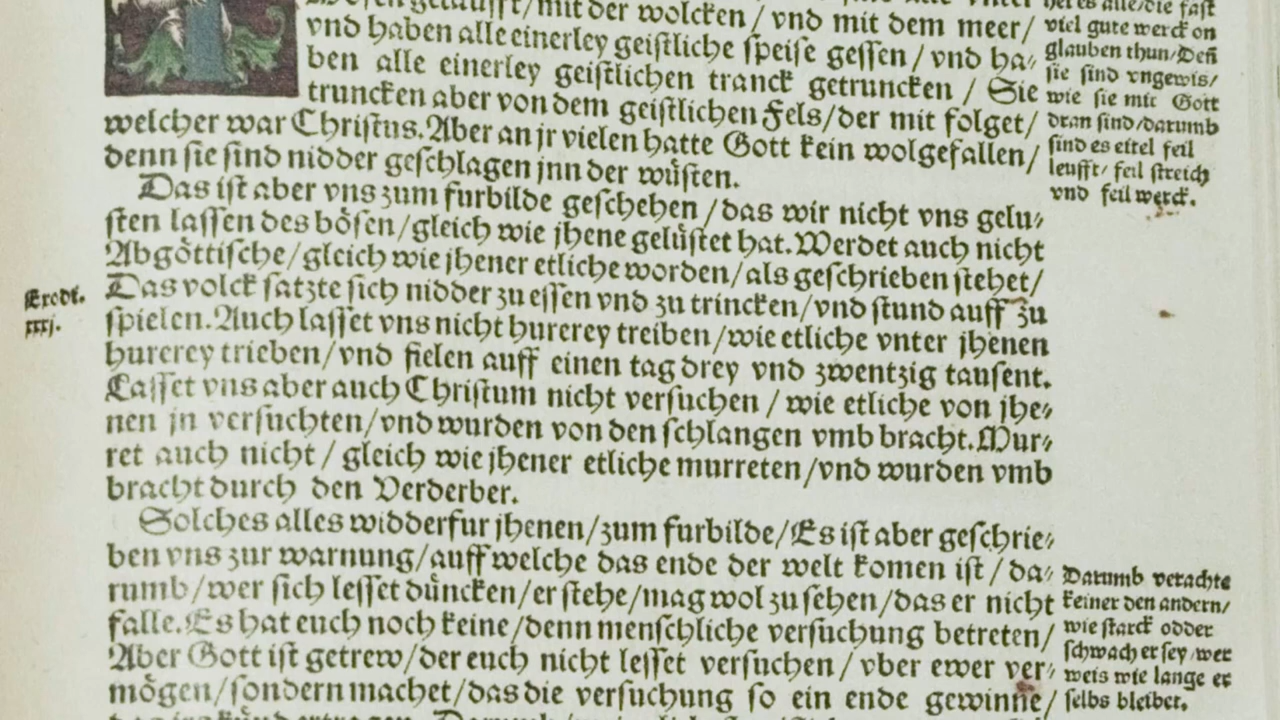 Mosen getaufft/mit der wolcken / vnd mit dem meer/
vnd haben alle einerley geistliche speise gessen / vnd ha⸗
ben alle einerley geistlichen tranck getruncken / Sie
truncken aber von dem geistlichen Fels/der mit folget/
welcher war Christus. Aber an jr vielen hatte Gott kein wolgefallen/
denn sie sind nidder geschlagen jnn der wüsten.
Das ist aber vns zum furbilde geschehen /das wir nicht vns gelu⸗
sten lassen des bösen/gleich wie jhene gelüstet hat. Werdet auch nicht
Abgöttische/gleich wie jhener etliche worden/als geschrieben stehet/
Das volck satzte sich nidder zu essen vnd zu trincken/vnd stund auff zu
spielen. Auch lasset vns nicht hurerey treiben/wie etliche vnter jhenen
hurerey trieben/vnd fielen auff einen tag drey vnd zwentzig tausent.
Lasset vns aber auch Christum nicht versuchen / wie etliche von jhe⸗
nen jn versuchten/vnd wurden von den schlangen vmb bracht. Mur⸗
ret auch nicht / gleich wie jhener etliche murreten /vnd wurden vmb
bracht durch den Verderber.
Solches alles widderfur jhenen/zum furbilde/Es ist aber geschrie⸗
ben vns zur warnung/auff welche das ende der welt komen ist / da⸗
rumb/wer sich lesset düncken/er stehe/mag wol zu sehen/das er nicht
falle. Es hat euch noch keine/denn menschliche versuchung betreten/
Aber Gott ist getrew/der euch nicht lesset versuchen / vber ewer ver⸗
mögen/sondern machet/das die versuchung so ein ende gewinne/
Exodi.
xxxj.
viel gute werck on
glauben thun/Deñ
sie sind vngewis/
wie sie mit Gott
dran sind/darumb
sind es eitel feil
leufft/ feil streich
vnd feil werck.
Darumb verachte
keiner den andern/
wie starck odder
schwach er sey/wer
weis wie lange er
selbs bleiber.